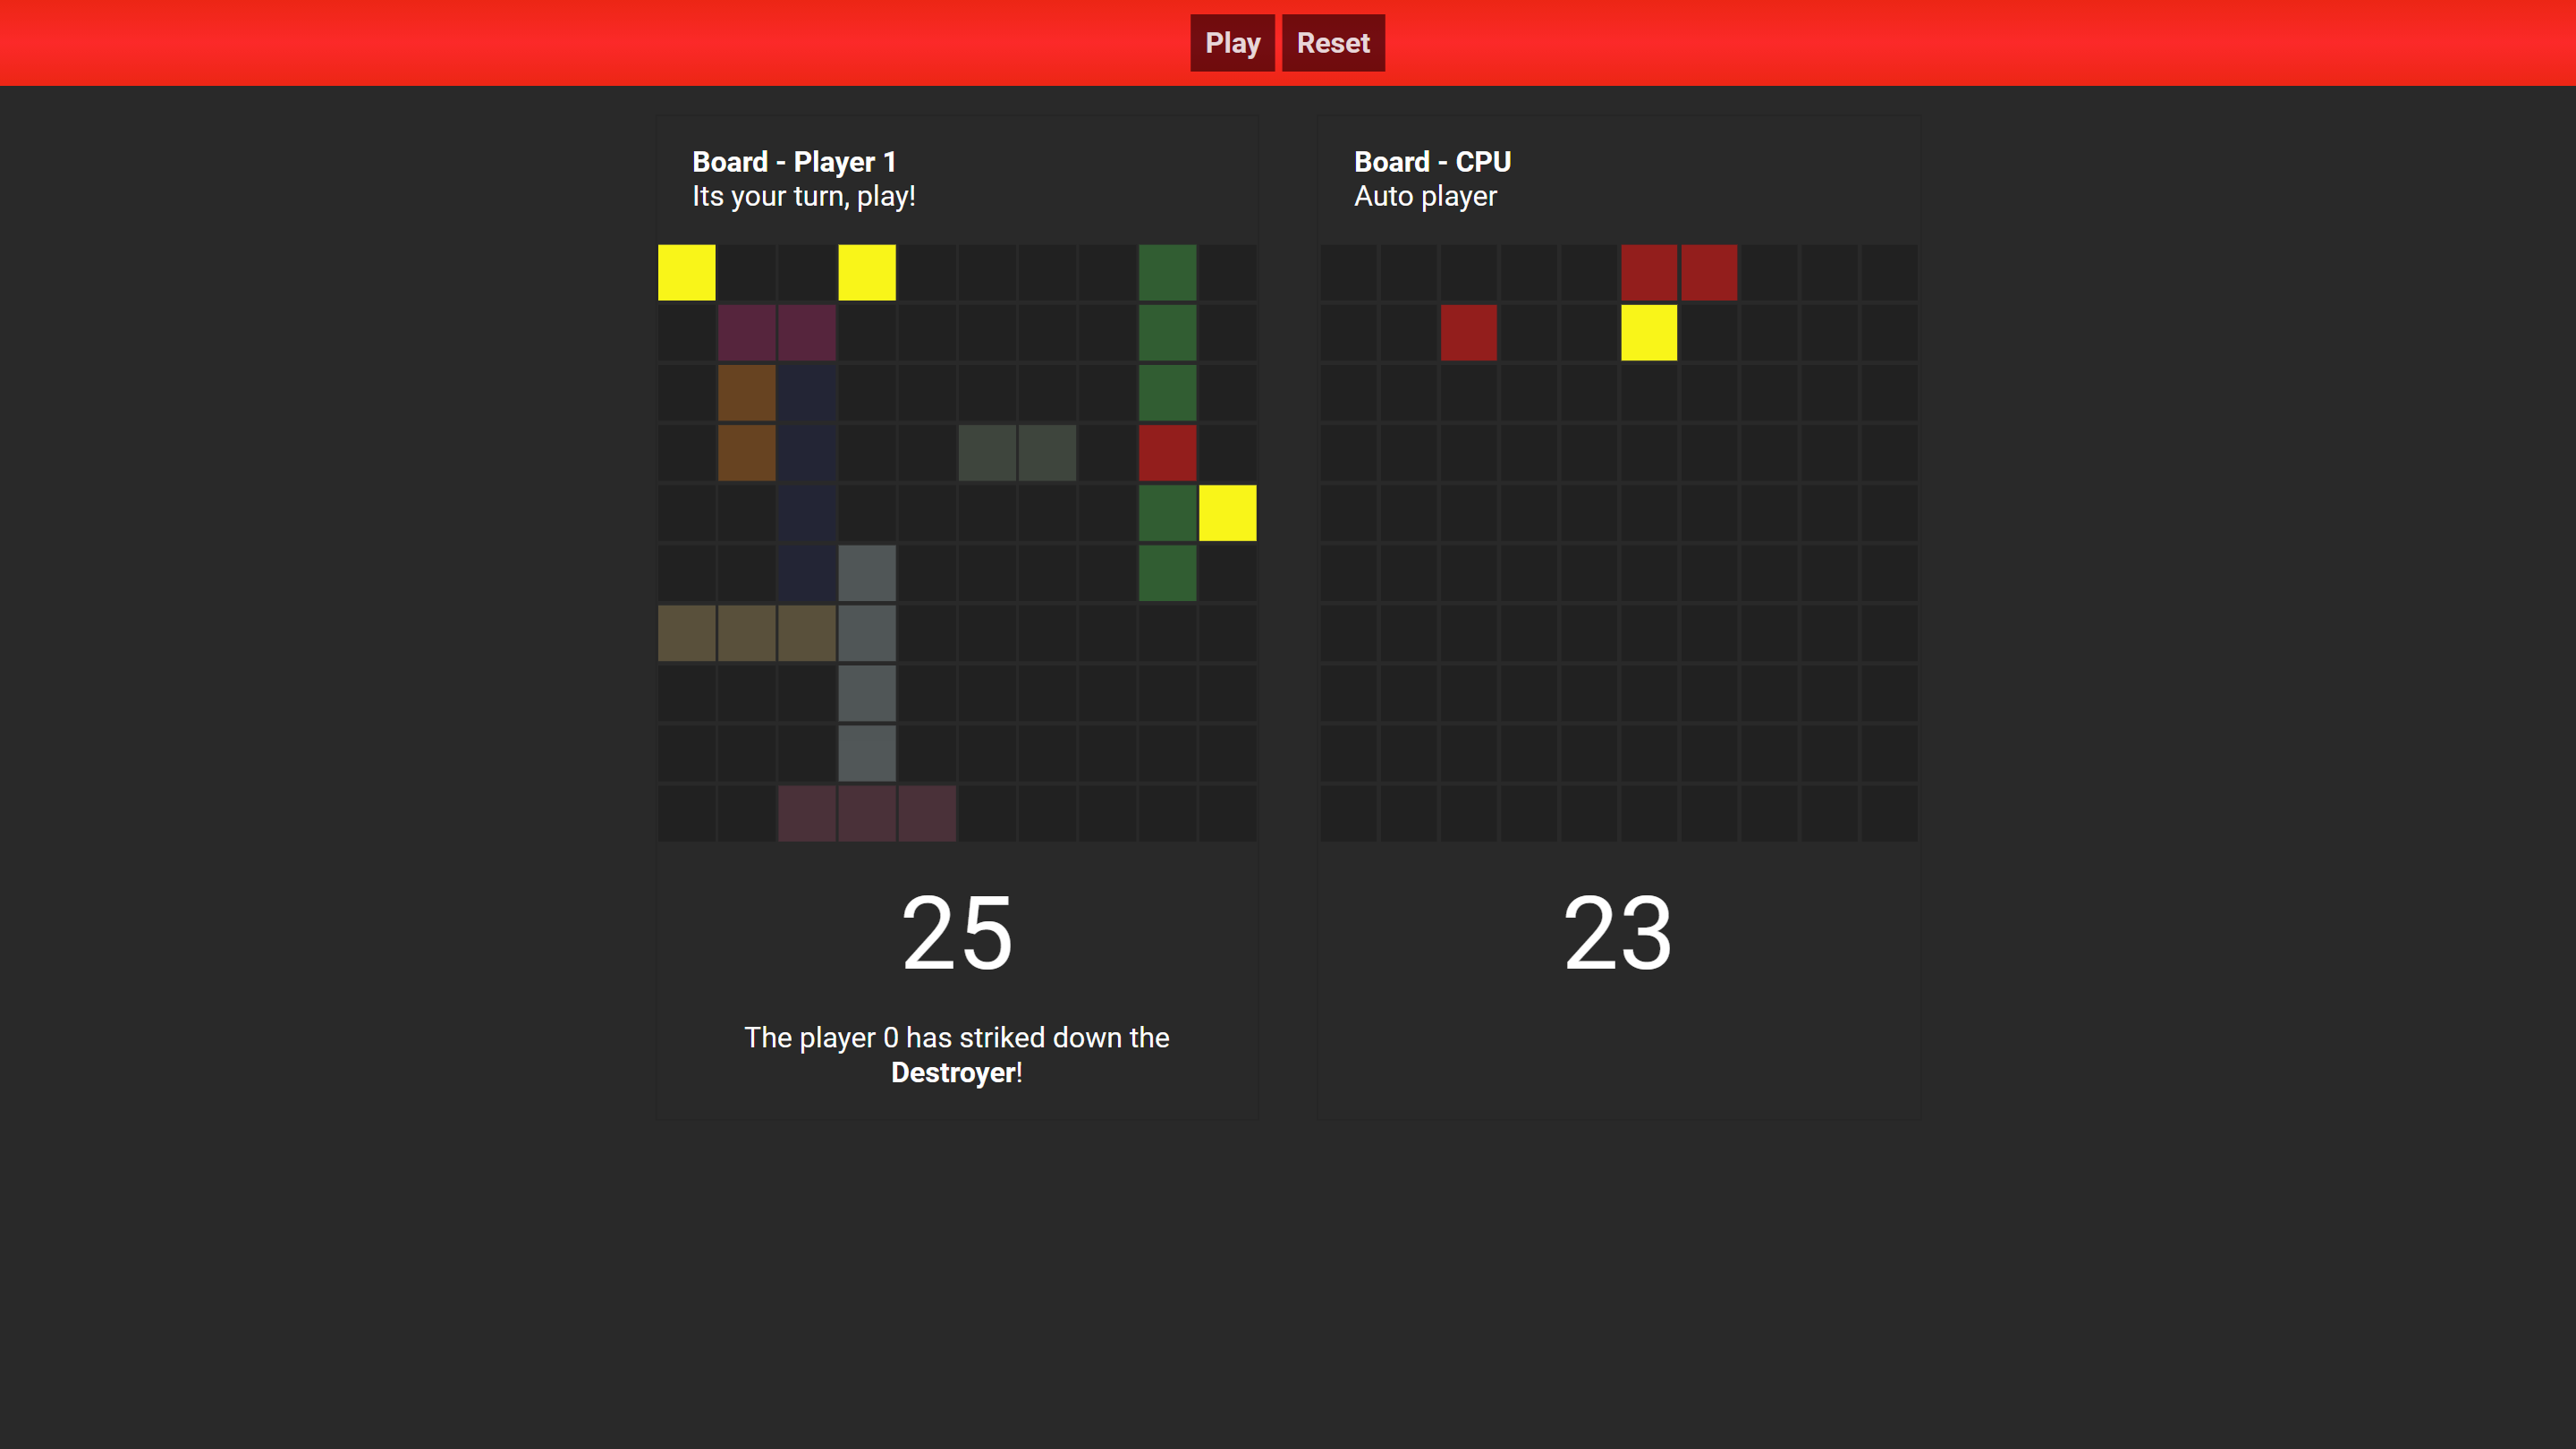 Play Reset
Board - Player 1
Its your turn, play!
Board - CPU
Auto player
25
The player 0 has striked down the
Destroyer!
23